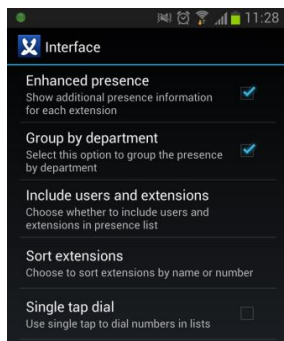 11:28
Interface
Enhanced presence
Show additional presence information
for each extension
Group by department
Select this option to group the presence
by department
Include users and extensions
Choose whether to include users and
extensions in presence list
Sort extensions
Choose to sort extensions by name or number
Single tap dial
Use single tap to dial numbers in lists